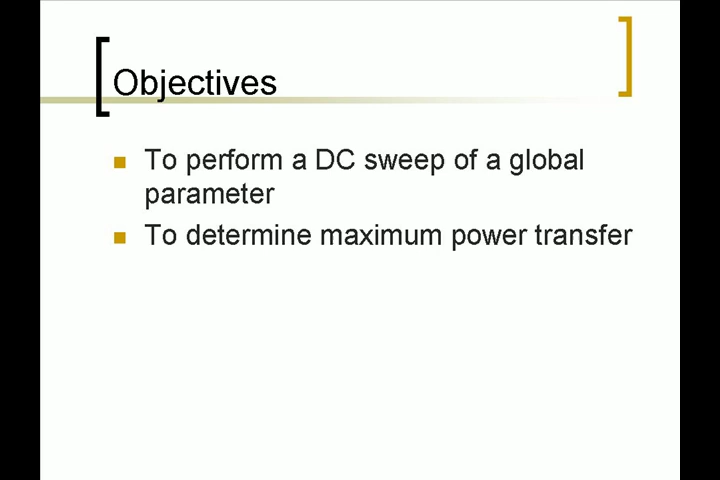 Objectives
To perform a DC sweep of a global
parameter
To determine maximum power transfer